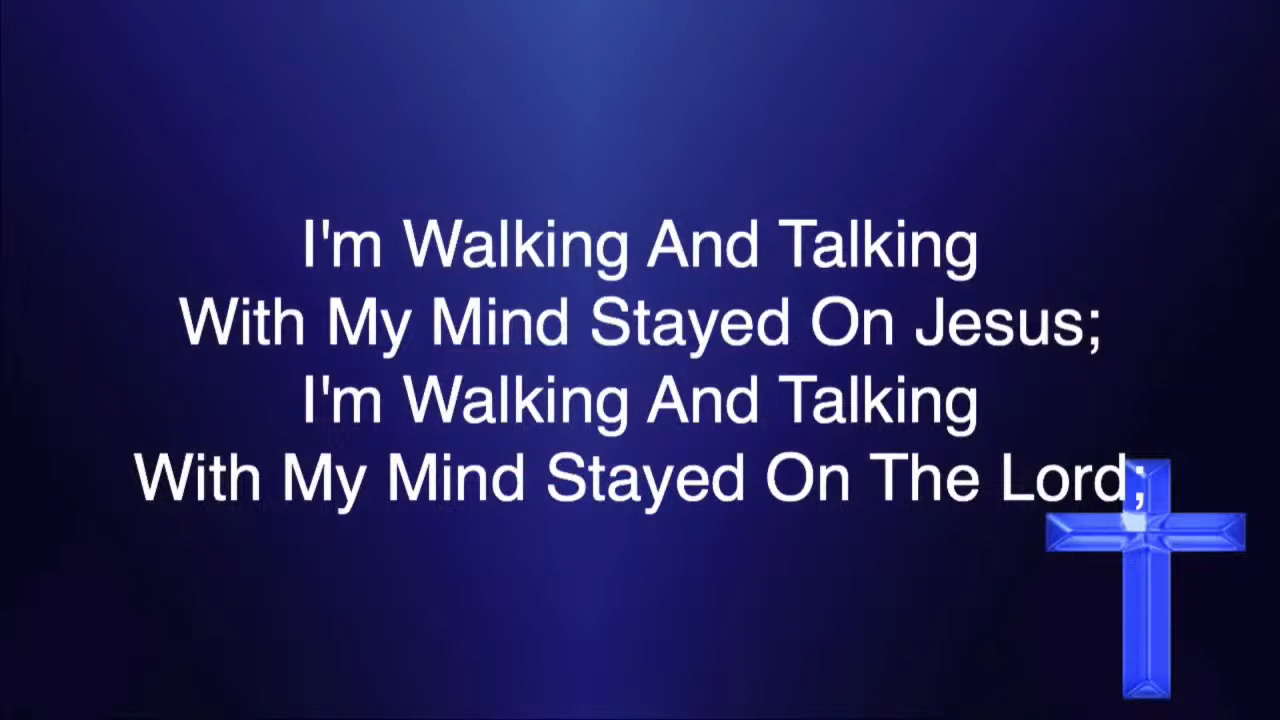 I'm Walking And Talking
With My Mind Stayed On Jesus;
I'm Walking And Talking
With My Mind Stayed On The Lord;